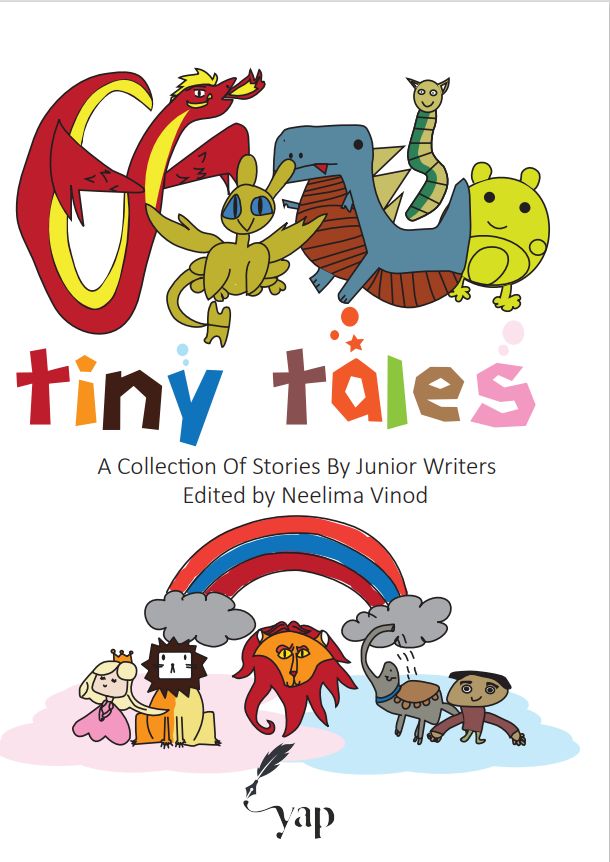 tiny tales
A Collection Of Stories By Junior Writers
Edited by Neelima Vinod
yap